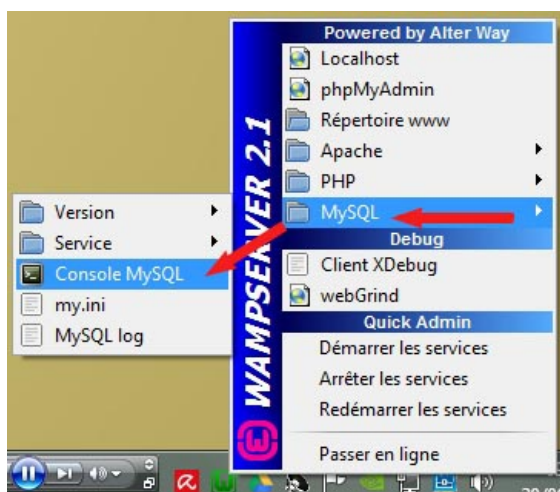 Powered by Alter Way
Localhost
phpMyAdmin
Répertoire www
Apache
PHP
MySQL
Debug
Client XDebug
webGrind
Quick Admin
Démarrer les services
Arrêter les services
Redémarrer les services
Passer en ligne
WAMPSERVER 2.1
Version
Service
Console MySQL
my.ini
MySQL log